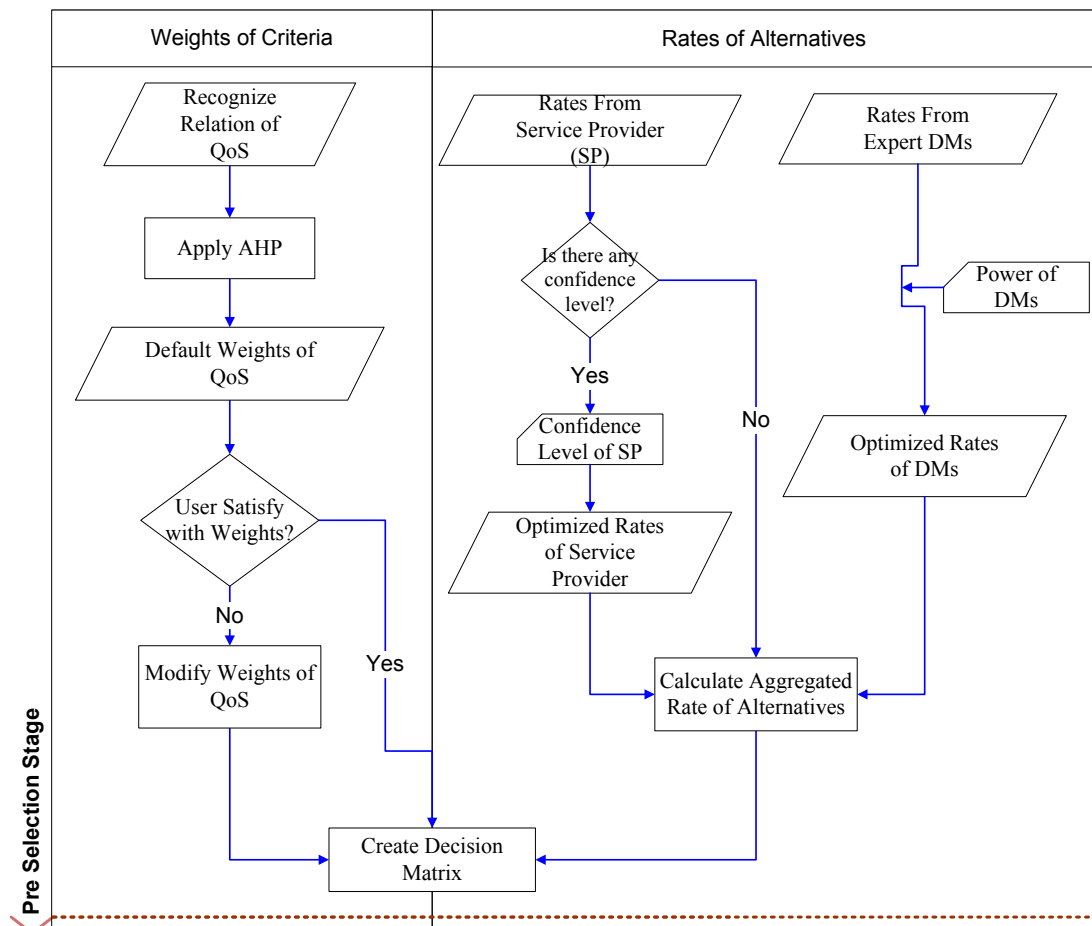 Weights of Criteria
Rates of Alternatives
Recognize
Relation of
QoS
Apply AHP
Default Weights of
QoS
User Satisfy
with Weights?
No
Yes
Modify Weights of
QoS
Rates From
Service Provider
(SP)
Is there any
confidence
level?
Yes
No
Confidence
Level of SP
Optimized Rates
of Service
Provider
Rates From
Expert DMs
Power of
DMs
Optimized Rates
of DMs
Calculate Aggregated
Rate of Alternatives
Create Decision
Matrix
Pre Selection Stage